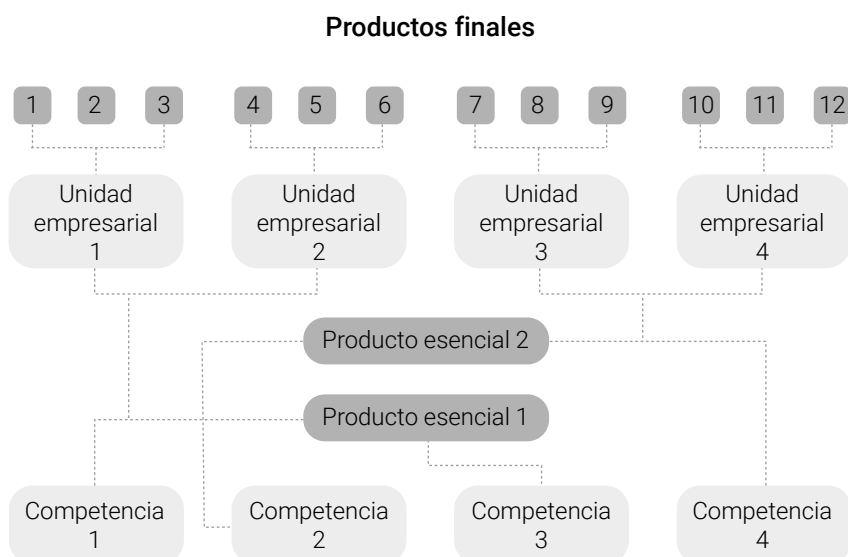 Productos finales
1 2 3 4 5 6 7 8 9 10 11 12
Unidad
empresarial
1
Unidad
empresarial
2
Unidad
empresarial
3
Unidad
empresarial
4
Producto esencial 2
Producto esencial 1
Competencia
1
Competencia
2
Competencia
3
Competencia
4